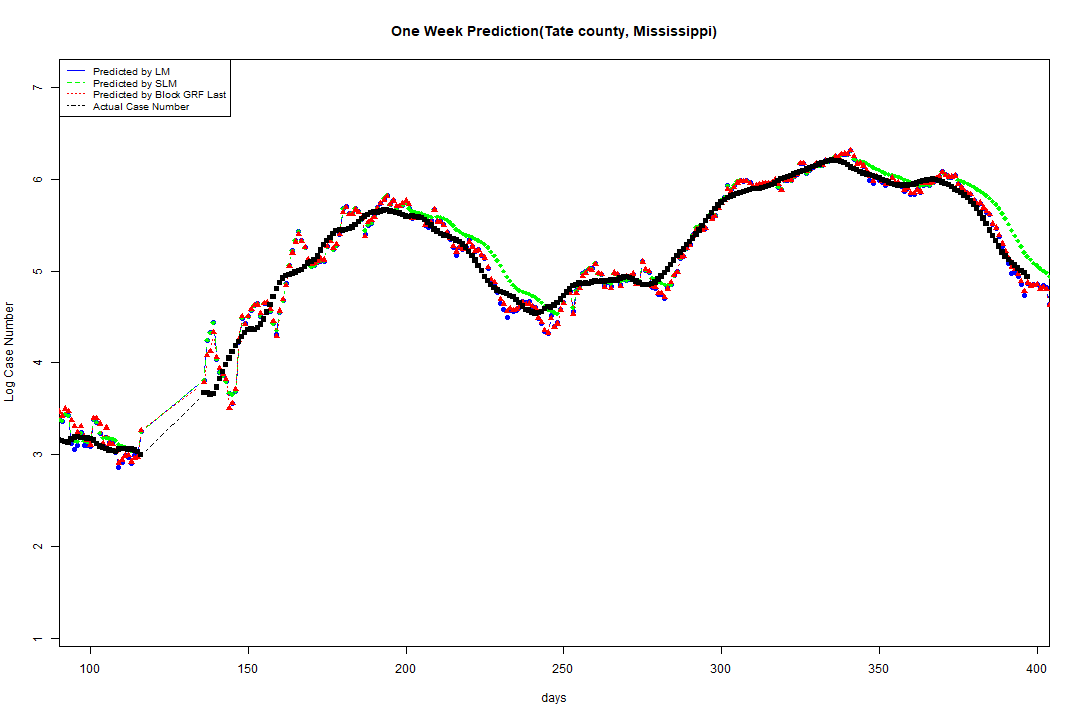 One Week Prediction(Tate county, Mississippi)
Predicted by LM
Predicted by SLM
Predicted by Block GRF Last
Actual Case Number
7
6
5
4
3
2
1
Log Case Number
100 150 200 250 300 350 400
days